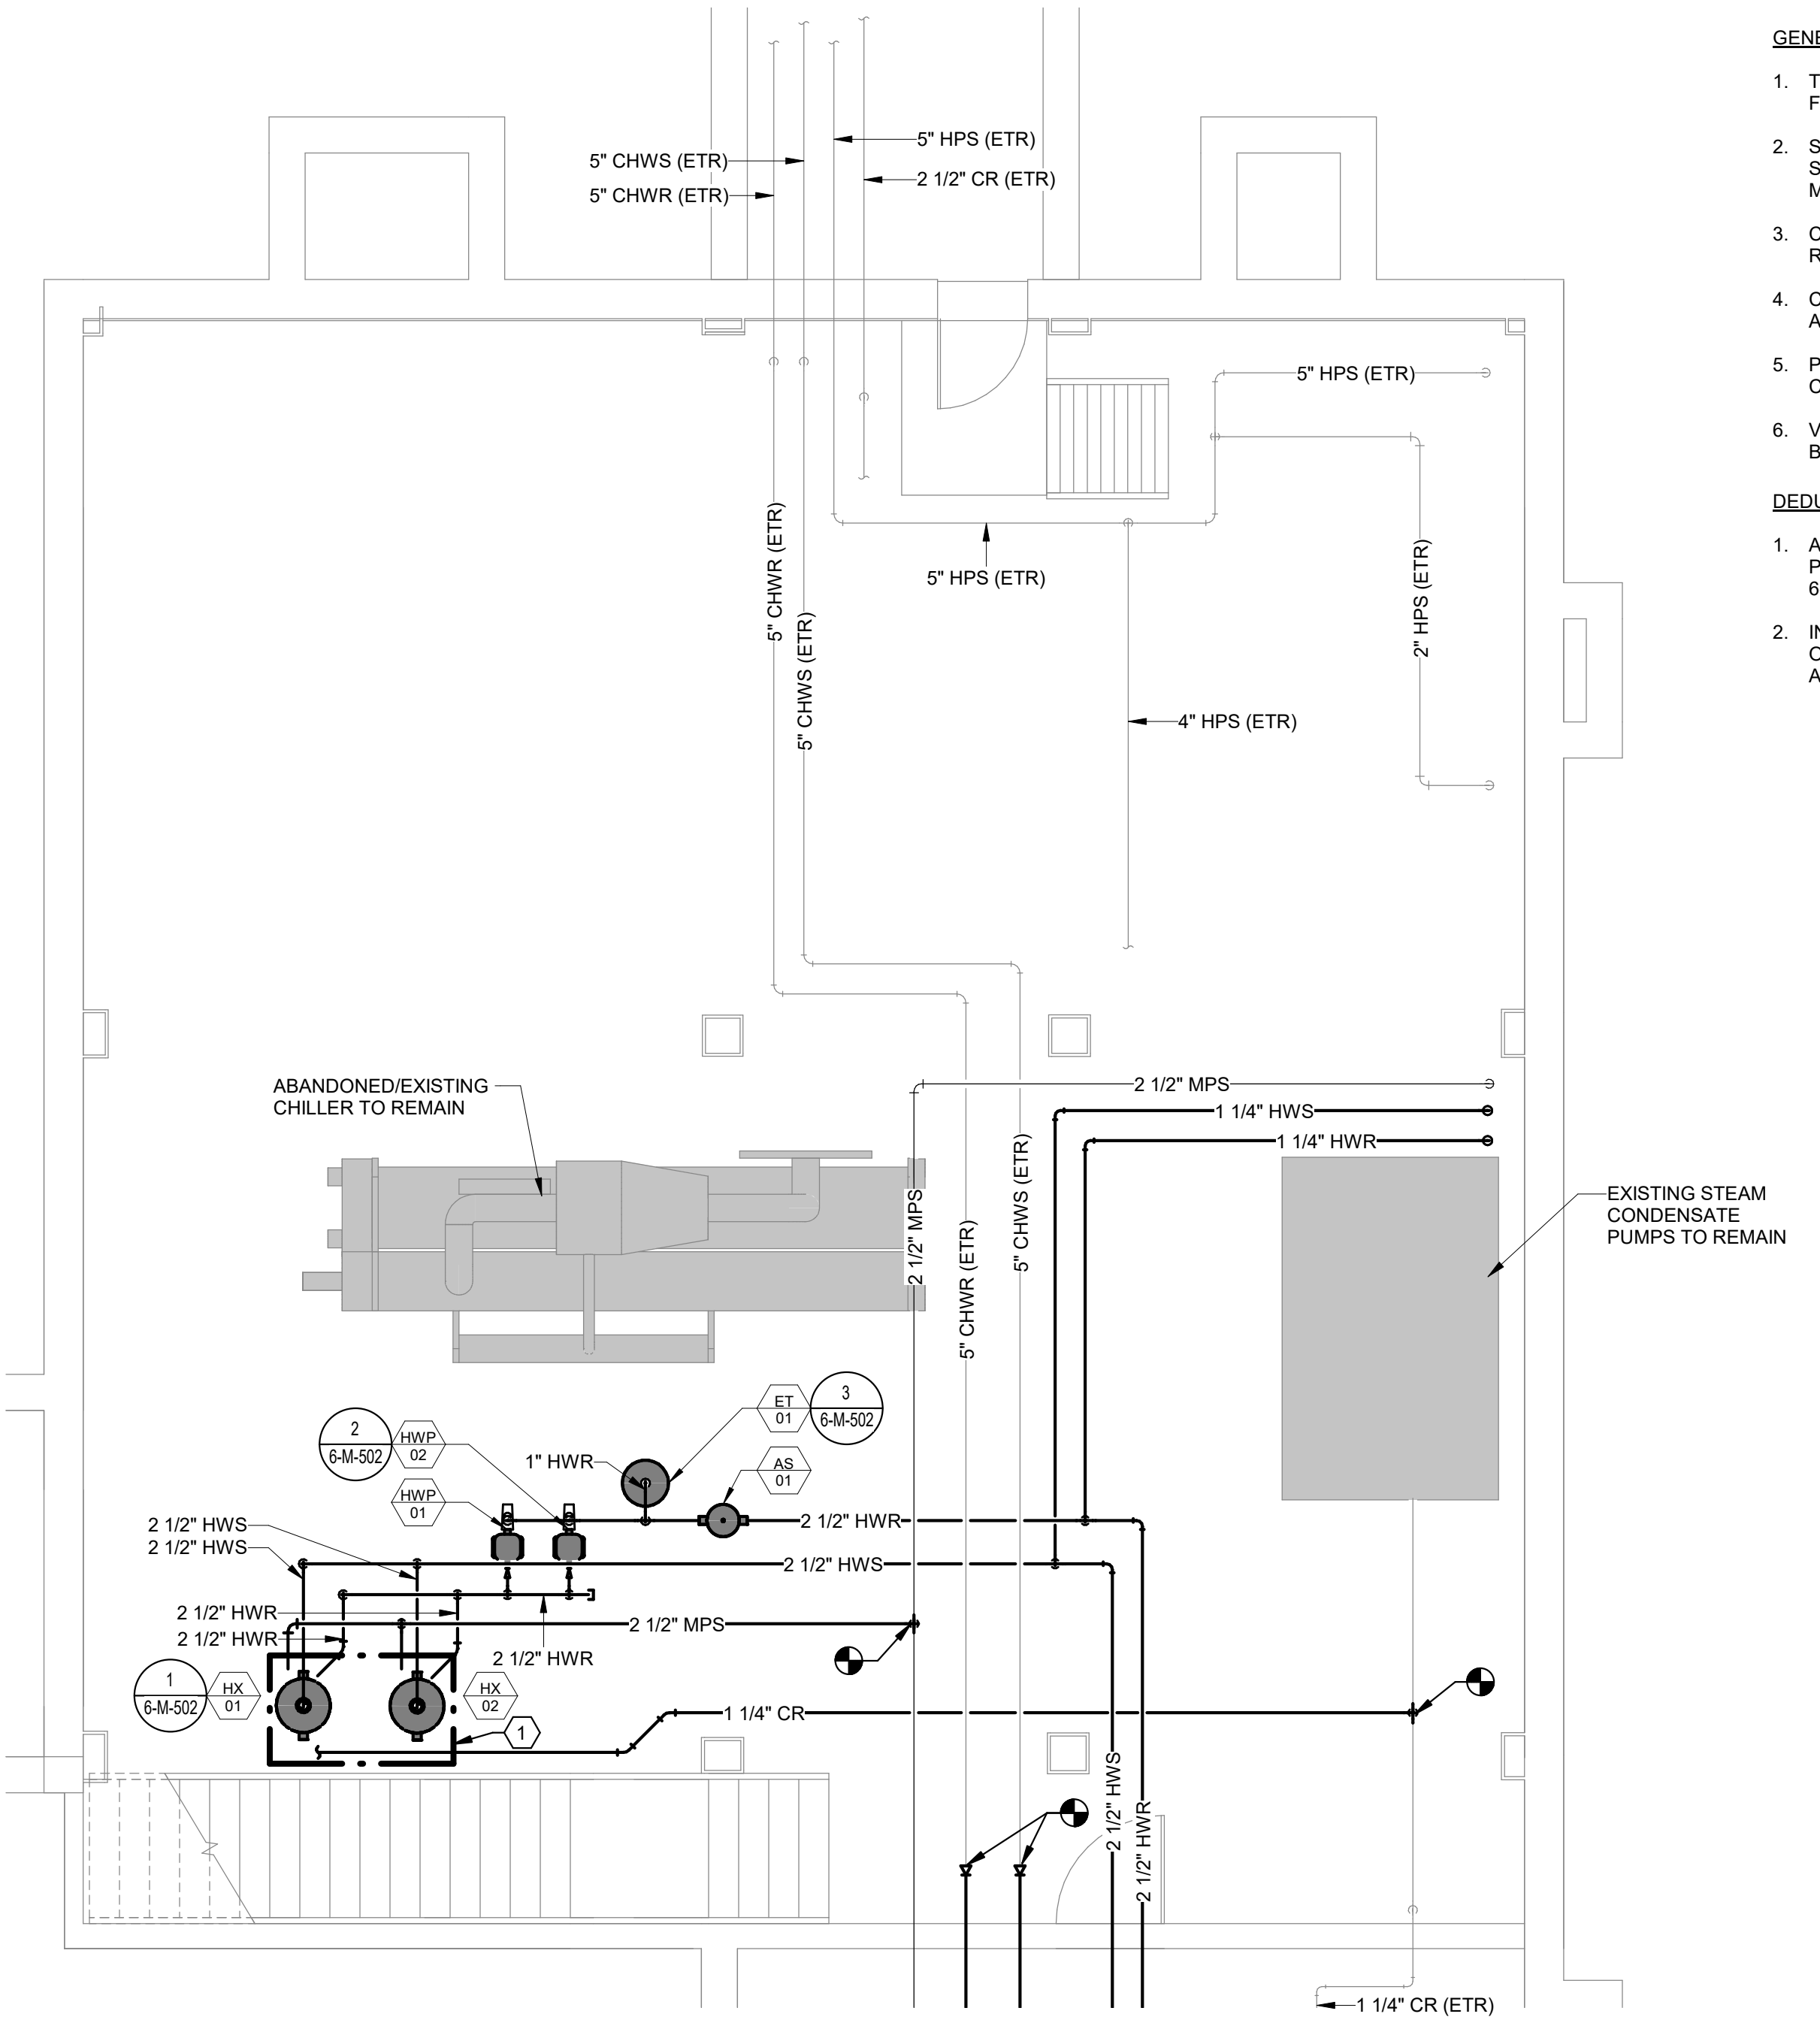 5" HPS (ETR)
5" CHWS (ETR)
2 1/2" CR (ETR)
5" CHWR (ETR)
5" HPS (ETR)
5" CHWR (ETR)
5" HPS (ETR)
2" HPS (ETR)
5" CHWS (ETR)
4" HPS (ETR)
ABANDONED/EXISTING
CHILLER TO REMAIN
2 1/2" MPS
1 1/4" HWS
1 1/4" HWR
2 1/2" MPS
5" CHWR (ETR)
5" CHWS (ETR)
EXISTING STEAM
CONDENSATE
PUMPS TO REMAIN
2
6-M-502
HWP
02
HWP
01
1" HWR
ET
01
3
6-M-502
AS
01
2 1/2" HWS
2 1/2" HWS
2 1/2" HWR
2 1/2" HWS
2 1/2" HWR
2 1/2" HWR
2 1/2" MPS
2 1/2" HWR
1
6-M-502
HX
01
HX
02
1
1 1/4" CR
2 1/2" HWS
2 1/2" HWR
1 1/4" CR (ETR)
1.
2.
3.
4.
5.
6.
1.
6
2.